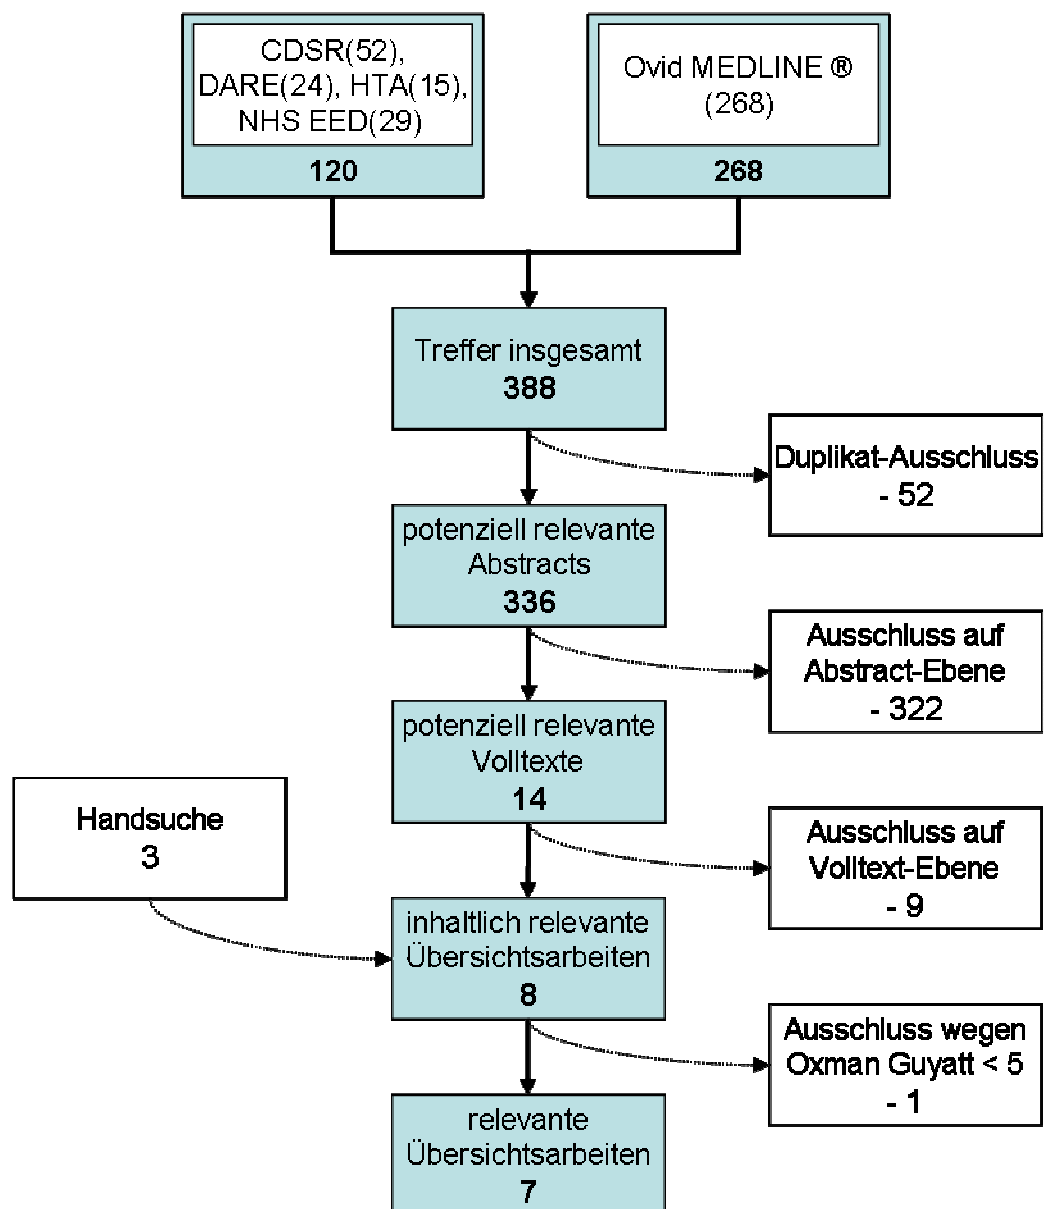 CDSR(52),
DARE(24), HTA(15),
NHS EED(29)
120
Ovid MEDLINE ®
(268)
268
Treffer insgesamt
388
Duplikat-Ausschluss
- 52
potenziell relevante
Abstracts
336
Ausschluss auf
Abstract-Ebene
- 322
potenziell relevante
Volltexte
14
Handsuche
3
Ausschluss auf
Volltext-Ebene
- 9
inhaltlich relevante
Übersichtsarbeiten
8
Ausschluss wegen
Oxman Guyatt < 5
- 1
relevante
Übersichtsarbeiten
7